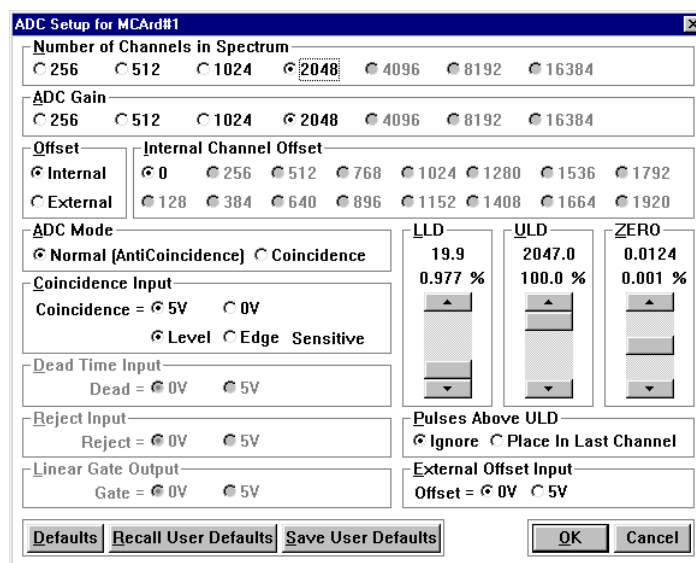 ADC Setup for MCArd#1
Number of Channels in Spectrum
256 512 1024 2048 4096 8192 16384
ADC Gain
256 512 1024 2048 4096 8192 16384
Offset
Internal
External
Internal Channel Offset
0 256 512 768 1024 1280 1536 1792
128 384 640 896 1152 1408 1664 1920
ADC Mode
Normal (AntiCoincidence) Coincidence
Coincidence Input
Coincidence = 5V 0V
Level Edge Sensitive
Dead Time Input
Dead = 0V 5V
Reject Input
Reject = 0V 5V
Linear Gate Output
Gate = 0V 5V
LLD
19.9
0.977 %
ULD
2047.0
100.0 %
ZERO
0.0124
0.001 %
Pulses Above ULD
Ignore Place In Last Channel
External Offset Input
Offset = 0V 5V
Defaults Recall User Defaults Save User Defaults OK Cancel